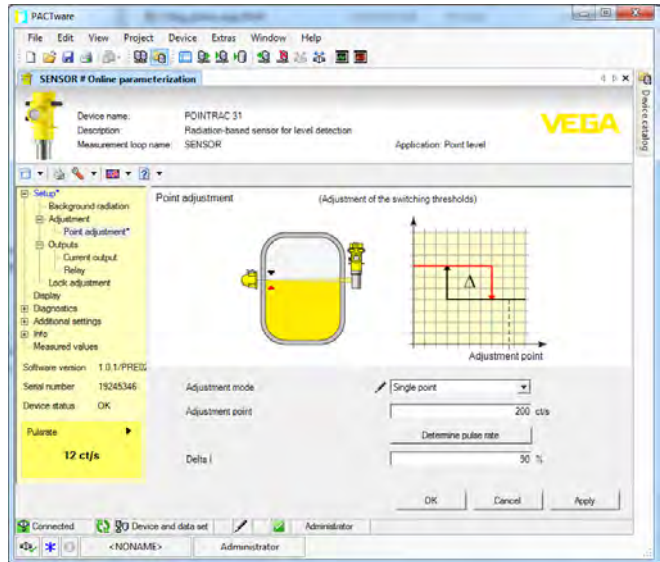 PACTware
File Edit View Project Device Extras Window Help
SENSOR # Online parameterization
Device name: POINTRAC 31
Description: Radiation-based sensor for level detection
Measurement loop name: SENSOR Application: Point level
VEGA
Device catalog
Setup*
Background radiation
Adjustment
Point adjustment*
Outputs
Current output
Relay
Lock adjustment
Display
Diagnostics
Additional settings
Info
Measured values
Software version 1.0.1/PRE02
Serial number 19245346
Device status OK
Pulsrate
12 ct/s
Point adjustment (Adjustment of the switching thresholds)
Δ
Adjustment point
Adjustment mode Single point
Adjustment point 200 ct/s
Determine pulse rate
Delta I 90 %
OK Cancel Apply
Connected Device and data set Administrator
<NONAME> Administrator